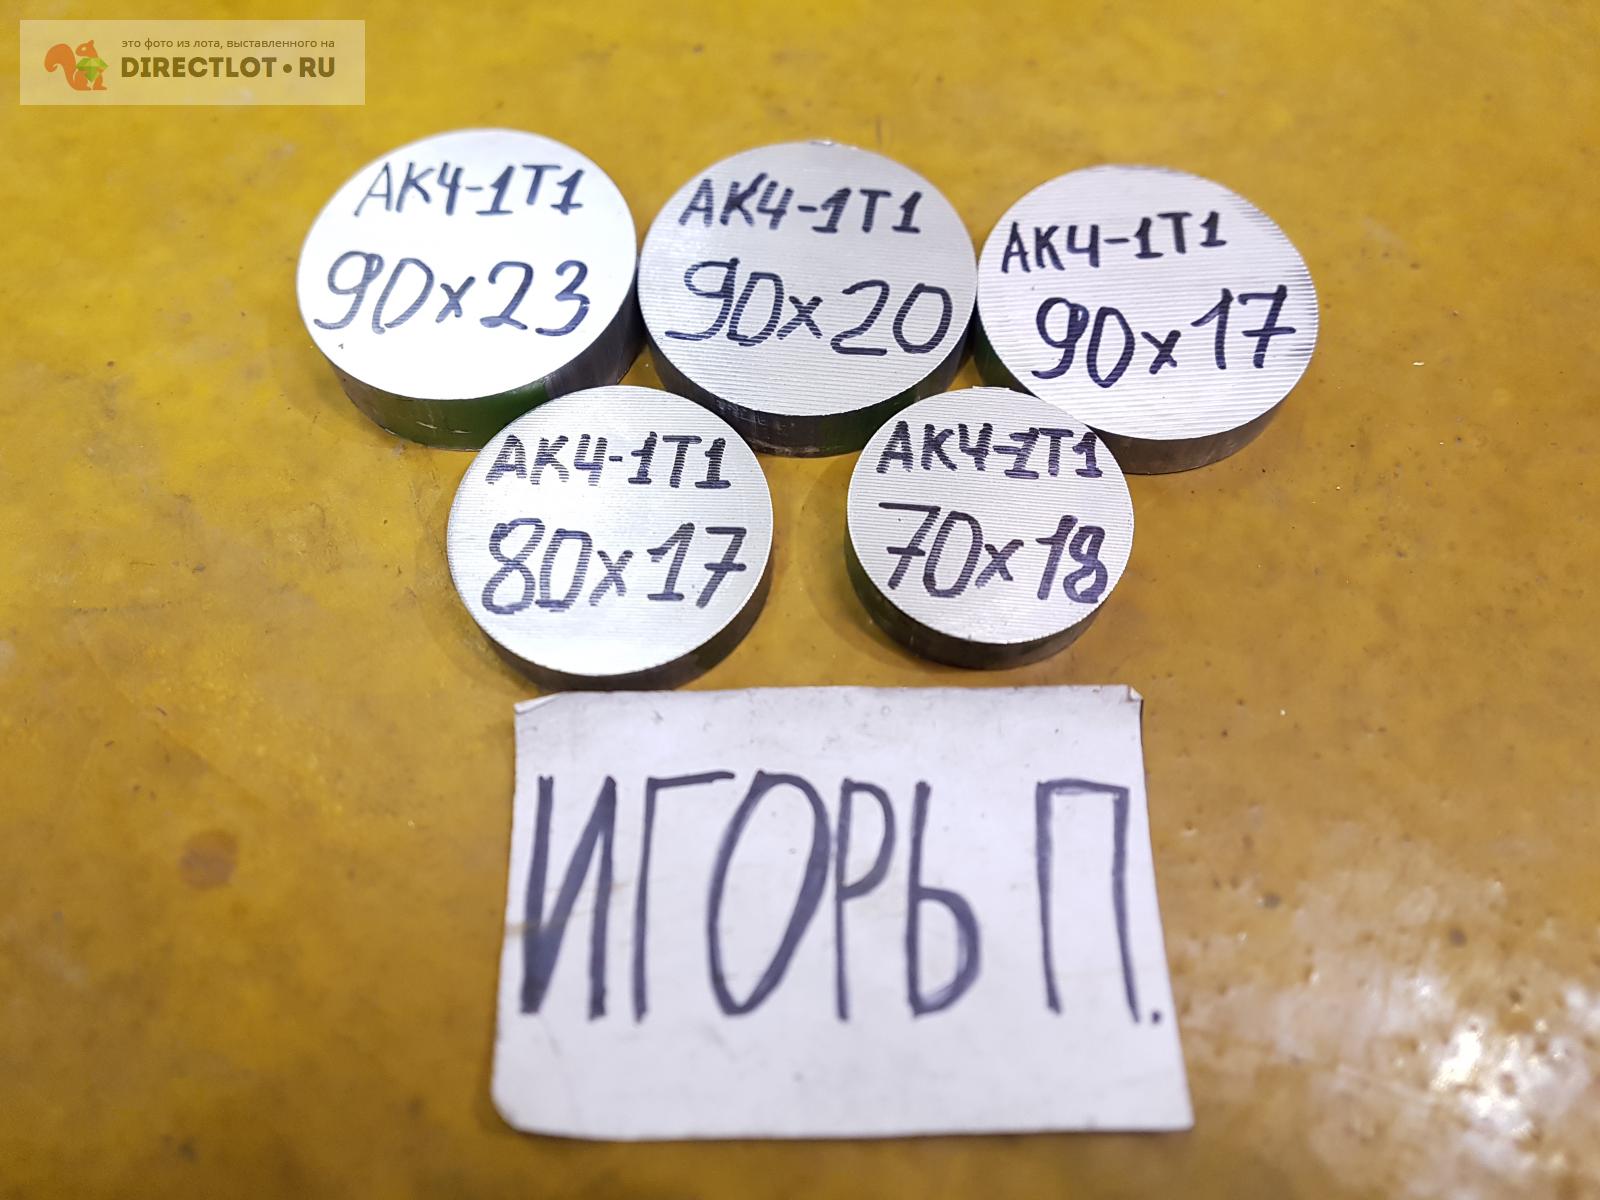 это фото из лота, выставленного на
DIRECTLOT•RU
АК4-1Т1
90х23
АК4-1Т1
90х20
АК4-1Т1
90х17
АК4-1Т1
80х17
АК4-1Т1
70х18
ИГОРЬ П.